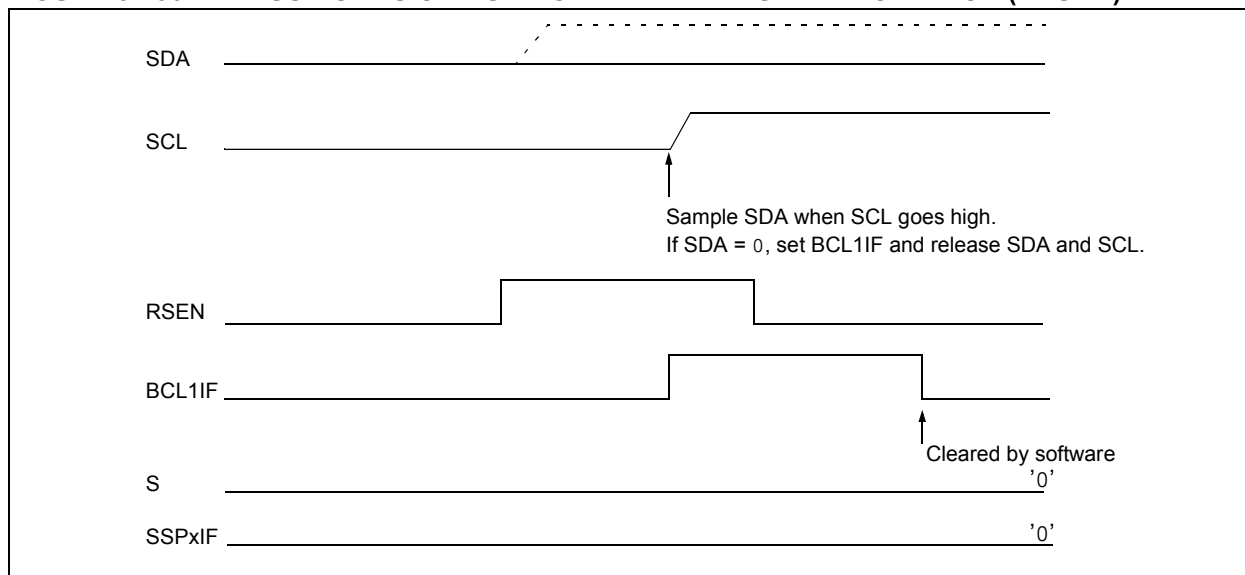 SDA
SCL
Sample SDA when SCL goes high.
If SDA = 0, set BCL1IF and release SDA and SCL.
RSEN
BCL1IF
Cleared by software
S
'0'
SSPxIF
'0'